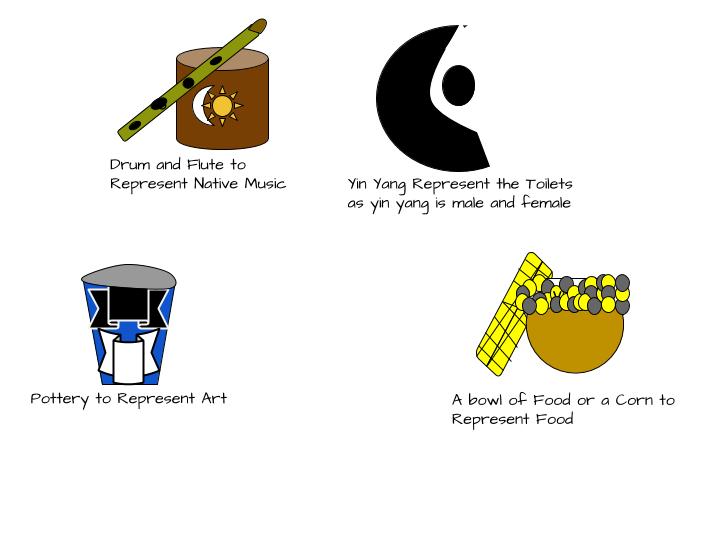 Drum and Flute to
Represent Native Music
Yin Yang Represent the Toilets
as yin yang is male and female
Pottery to Represent Art
A bowl of Food or a Corn to
Represent Food